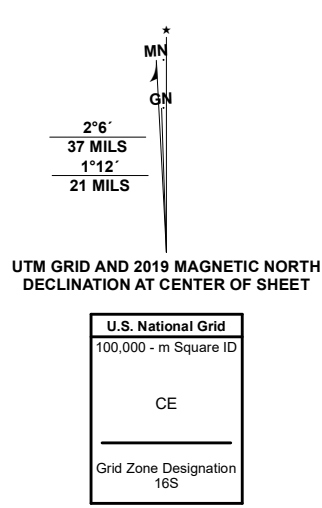 MN
GN
2°6´
37 MILS
1°12´
21 MILS
UTM GRID AND 2019 MAGNETIC NORTH
DECLINATION AT CENTER OF SHEET
U.S. National Grid
100,000 - m Square ID
CE
Grid Zone Designation
16S